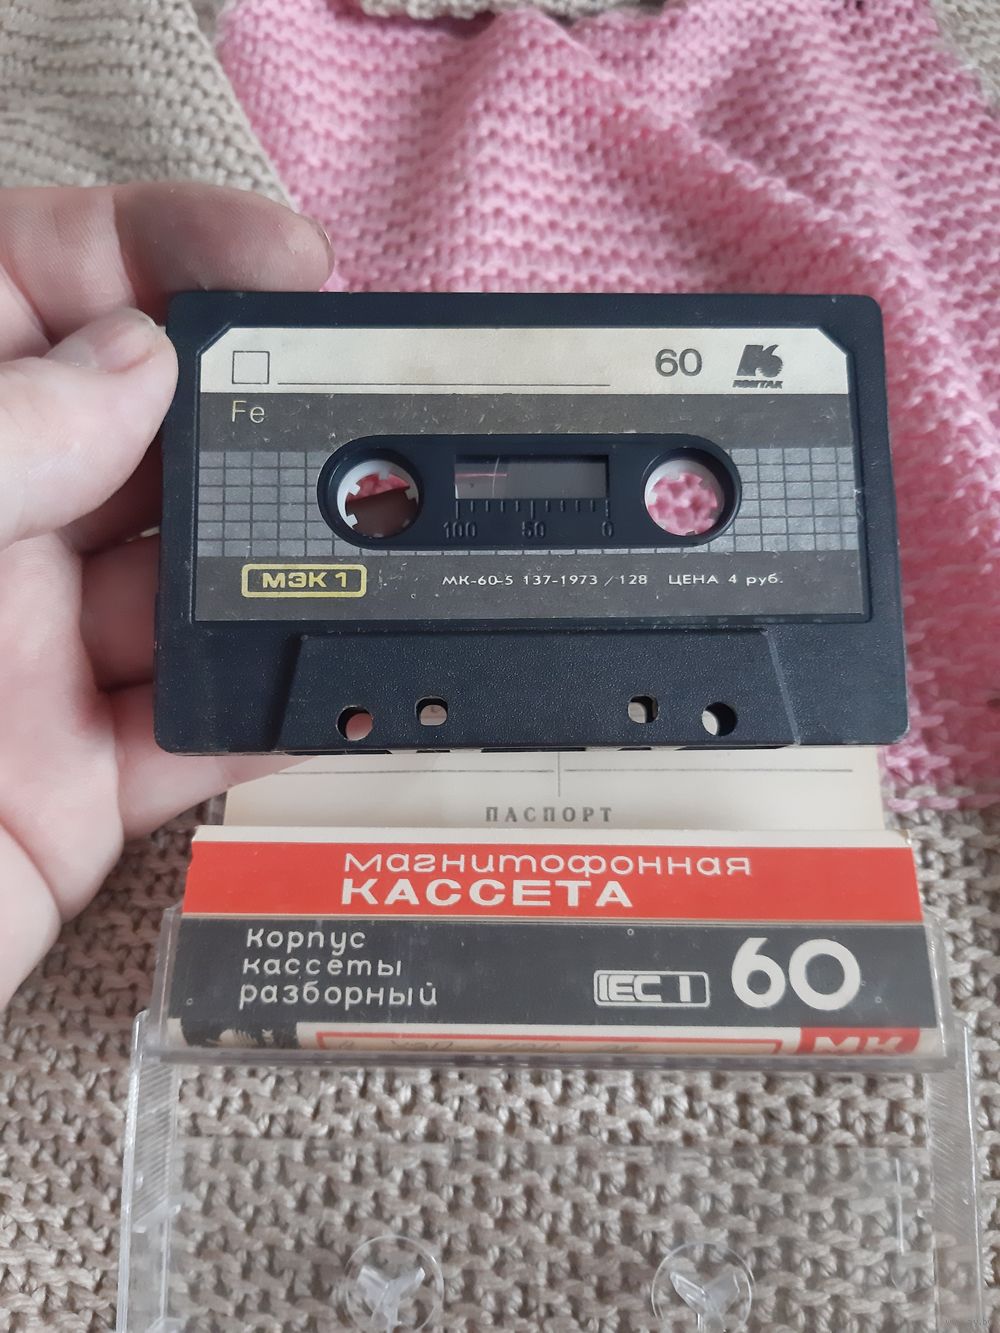 60
КОНТАК
Fe
100 50 0
МЭК 1
МК-60-5 137-1973 / 128 ЦЕНА 4 руб.
ПАСПОРТ
Магнитофонная
КАССЕТА
Корпус
кассеты
разборный
IEC I
60
МК